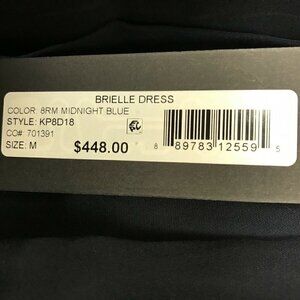 BRIELLE DRESS
COLOR: 8RM MIDNIGHT BLUE
STYLE: KP8D18
CO#: 701391
SIZE: M
$448.00
8 89783 12559 5